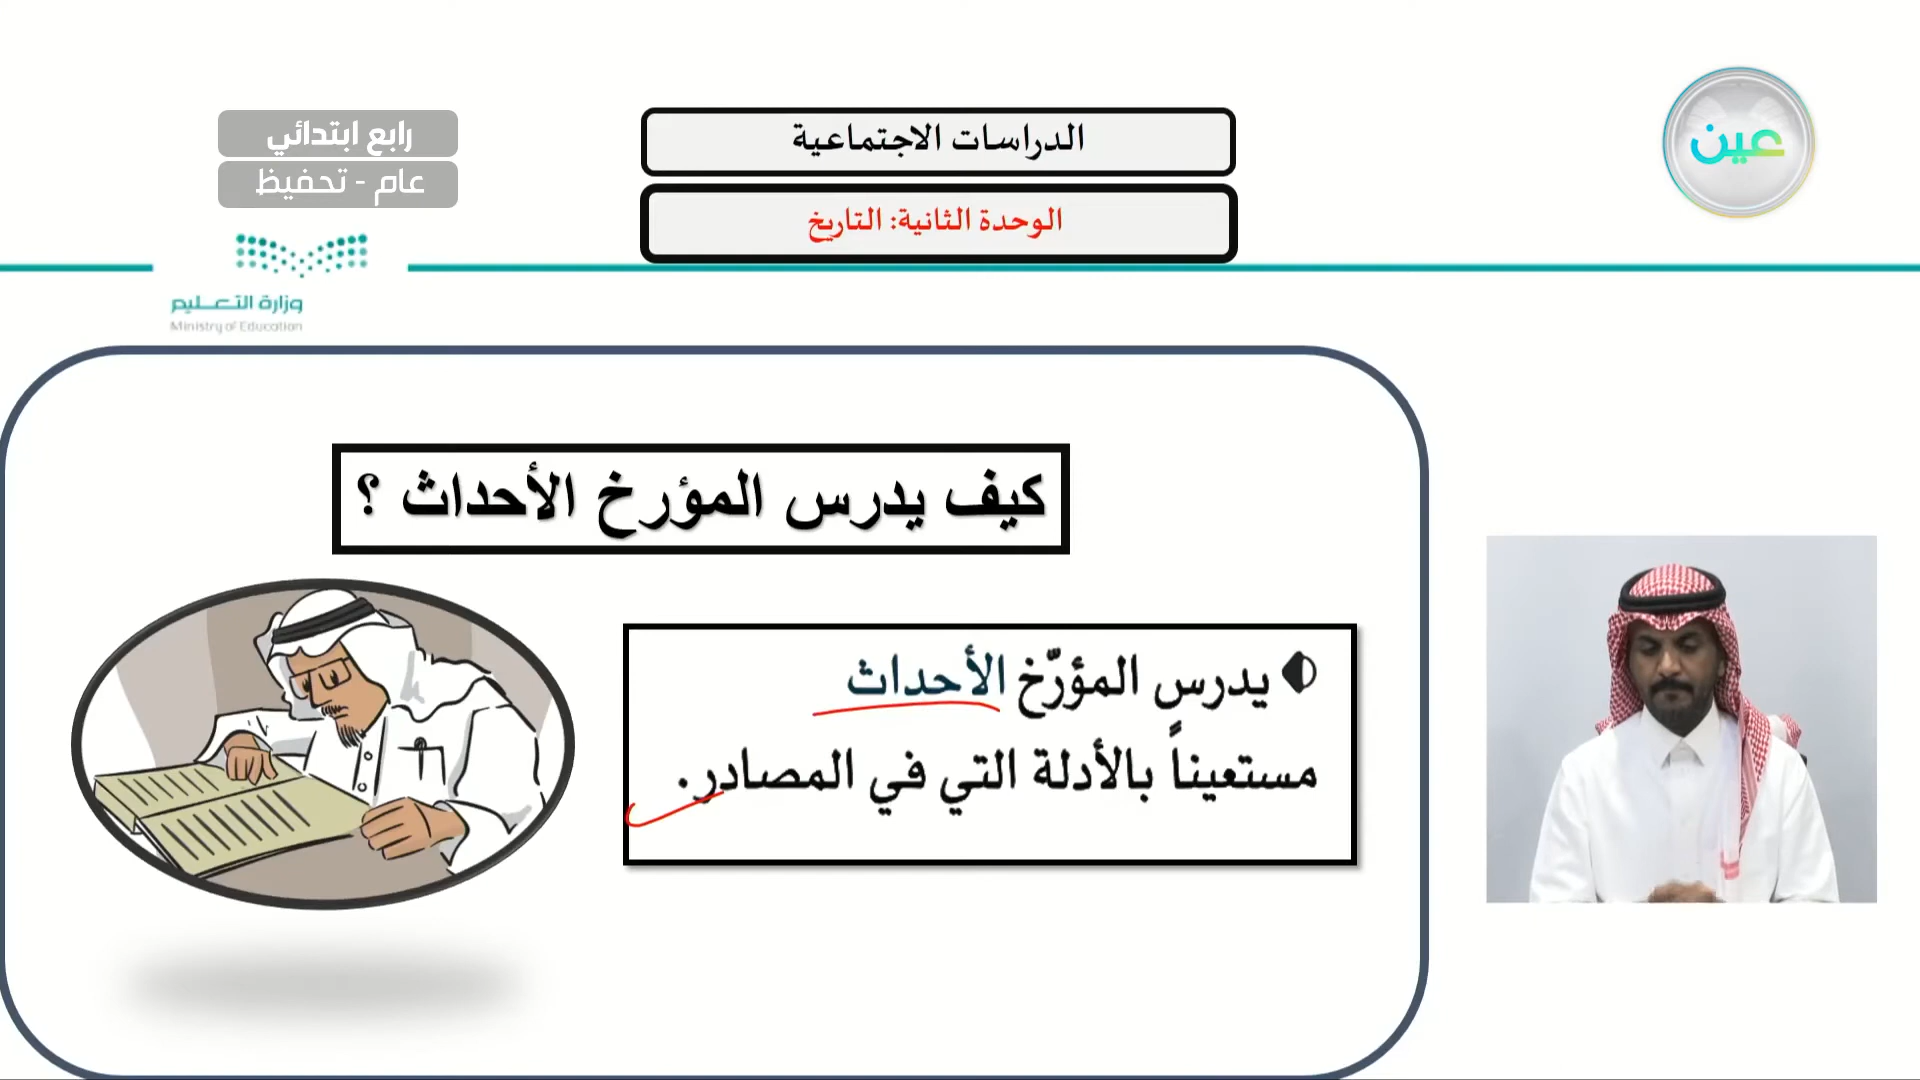 رابع ابتدائي
عام - تحفيظ
الدراسات الاجتماعية
الوحدة الثانية: التاريخ
عين
وزارة التعليم
Ministry of Education
كيف يدرس المؤرخ الأحداث ؟
يدرس المؤرّخ الأحداث
مستعيناً بالأدلة التي في المصادر.